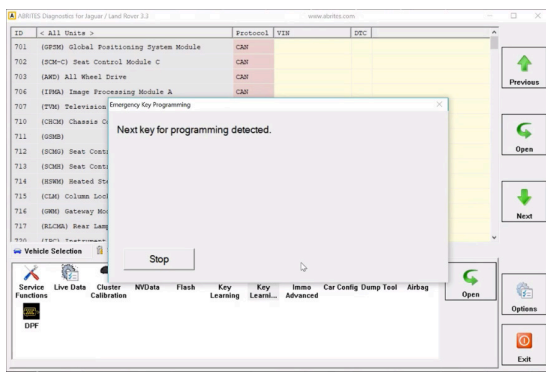 ABRITES Diagnostics for Jaguar / Land Rover 3.3 www.abrites.com
ID < All Units > Protocol VIN DTC
701 (GPSM) Global Positioning System Module CAN
702 (SCM-C) Seat Control Module C CAN
703 (AWD) All Wheel Drive CAN
706 (IPMA) Image Processing Module A CAN
707 (TVM) Television
710 (CHCM) Chassis Co
711 (GSMB)
712 (SCMG) Seat Contr
713 (SCMH) Seat Contr
714 (HSWM) Heated Ste
715 (CLM) Column Lock
716 (GWM) Gateway Mod
717 (RLCMA) Rear Lamp
720 (IPC) Instrument
Emergency Key Programming
Next key for programming detected.
Stop
Vehicle Selection
Service Functions
Live Data
Cluster Calibration
NVData
Flash
Key Learning
Key Learni...
Immo Advanced
Car Config
Dump Tool
Airbag
DPF
Open
Previous
Open
Next
Options
Exit